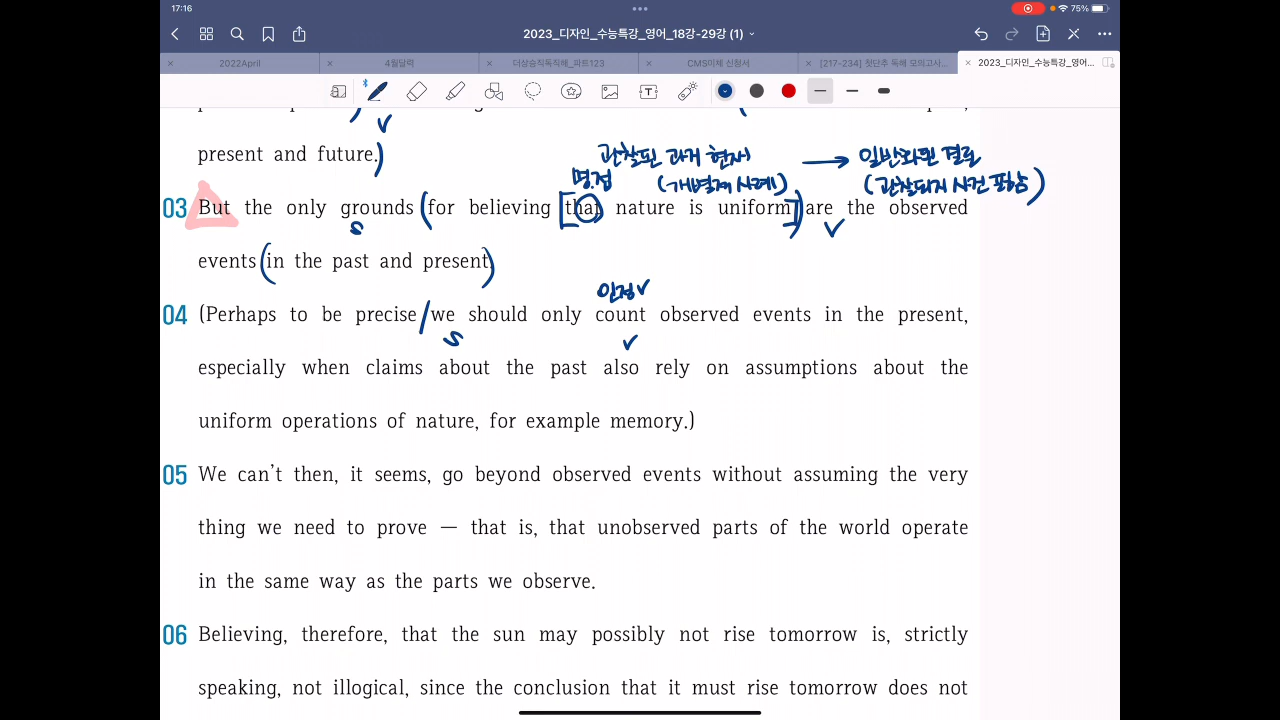 17:16
75%
2023_디자인_수능특강_영어_18강-29강 (1)
2022April
4월달력
더상승직독직해_파트123
CMS이체 신청서
[217-234] 첫단추 독해 모의고사...
2023_디자인_수능특강_영어...
present and future.)
관찰된 과거 현재 → 일반화된 결론
명.접 (개별적 사례) (관찰되지 사건 포함)
03 But the only grounds (for believing [that nature is uniform]) are the observed
s v
events (in the past and present)
인정 v
04 (Perhaps to be precise / we should only count observed events in the present,
s v
especially when claims about the past also rely on assumptions about the
uniform operations of nature, for example memory.)
05 We can't then, it seems, go beyond observed events without assuming the very
thing we need to prove — that is, that unobserved parts of the world operate
in the same way as the parts we observe.
06 Believing, therefore, that the sun may possibly not rise tomorrow is, strictly
speaking, not illogical, since the conclusion that it must rise tomorrow does not